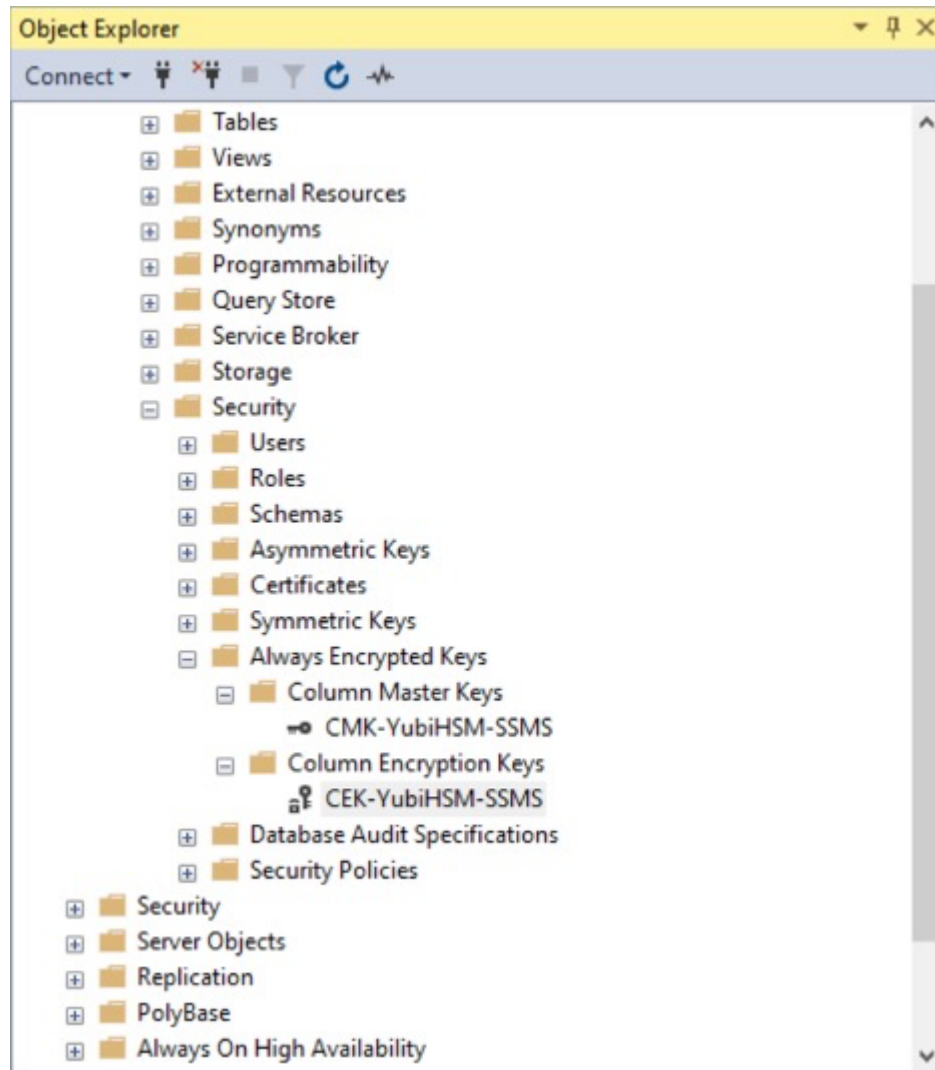 Object Explorer
Connect
Tables
Views
External Resources
Synonyms
Programmability
Query Store
Service Broker
Storage
Security
Users
Roles
Schemas
Asymmetric Keys
Certificates
Symmetric Keys
Always Encrypted Keys
Column Master Keys
CMK-YubiHSM-SSMS
Column Encryption Keys
CEK-YubiHSM-SSMS
Database Audit Specifications
Security Policies
Security
Server Objects
Replication
PolyBase
Always On High Availability